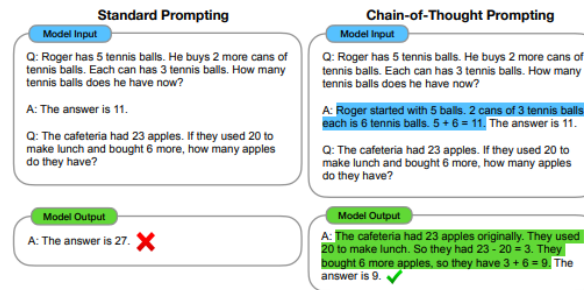 Standard Prompting
Model Input
Q: Roger has 5 tennis balls. He buys 2 more cans of
tennis balls. Each can has 3 tennis balls. How many
tennis balls does he have now?
A: The answer is 11.
Q: The cafeteria had 23 apples. If they used 20 to
make lunch and bought 6 more, how many apples
do they have?
Model Output
A: The answer is 27.
Chain-of-Thought Prompting
Model Input
Q: Roger has 5 tennis balls. He buys 2 more cans of
tennis balls. Each can has 3 tennis balls. How many
tennis balls does he have now?
A: Roger started with 5 balls. 2 cans of 3 tennis balls
each is 6 tennis balls. 5 + 6 = 11. The answer is 11.
Q: The cafeteria had 23 apples. If they used 20 to
make lunch and bought 6 more, how many apples
do they have?
Model Output
A: The cafeteria had 23 apples originally. They used
20 to make lunch. So they had 23 - 20 = 3. They
bought 6 more apples, so they have 3 + 6 = 9. The
answer is 9.